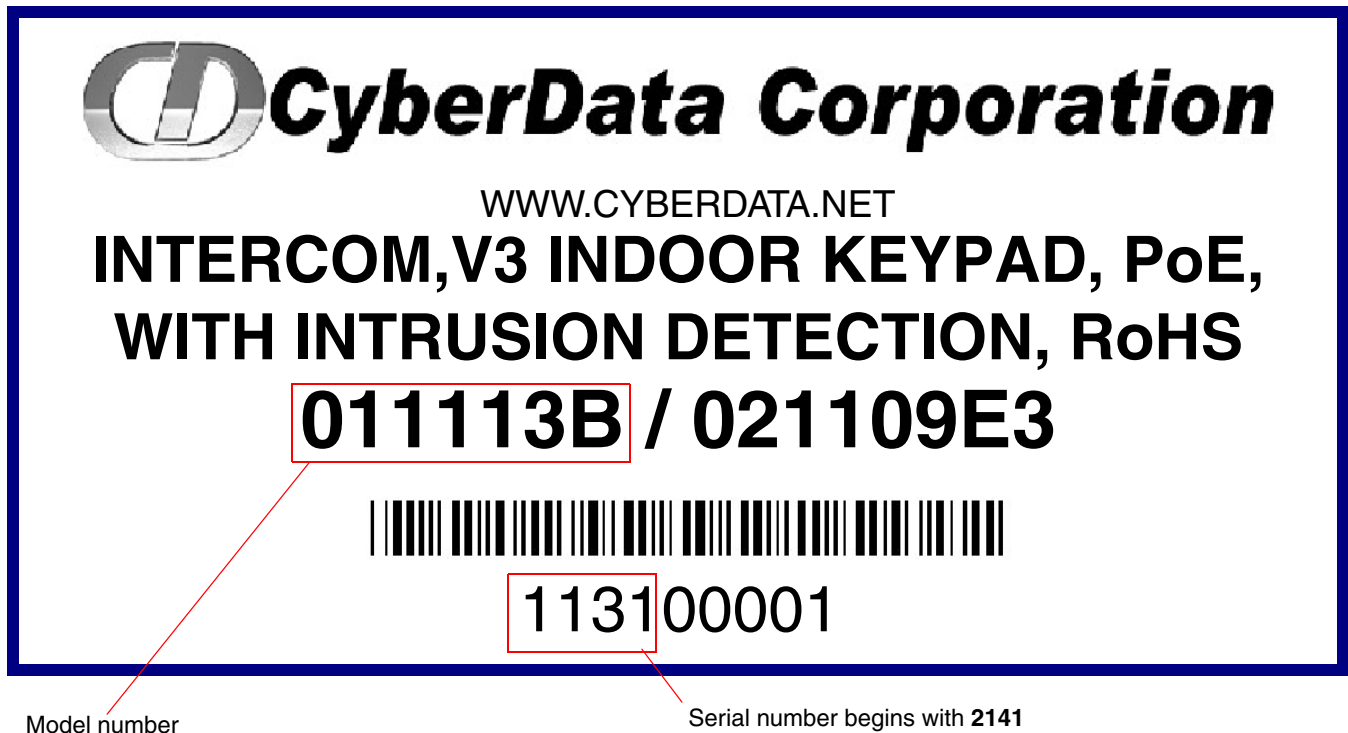 CyberData Corporation
WWW.CYBERDATA.NET
INTERCOM,V3 INDOOR KEYPAD, PoE,
WITH INTRUSION DETECTION, RoHS
011113B / 021109E3
113100001
Model number
Serial number begins with 2141